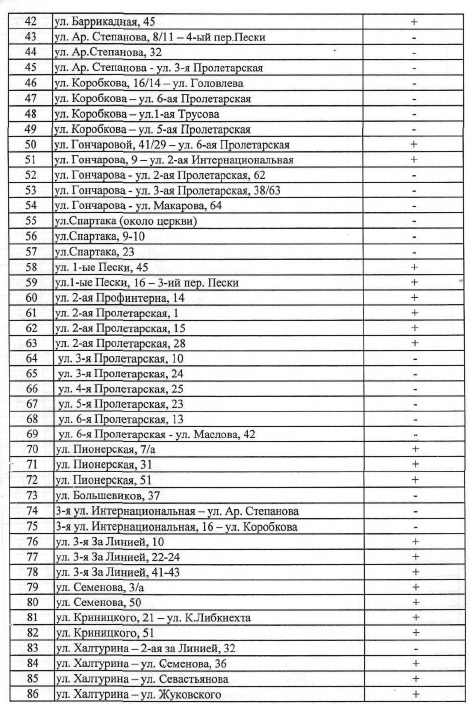 42 ул. Баррикадная, 45 +
43 ул. Ар. Степанова, 8/11 – 4-ый пер.Пески -
44 ул. Ар.Степанова, 32 -
45 ул. Ар. Степанова - ул. 3-я Пролетарская -
46 ул. Коробкова, 16/14 – ул. Головлева -
47 ул. Коробкова – ул. 6-ая Пролетарская -
48 ул. Коробкова – ул.1-ая Трусова -
49 ул. Коробкова – ул. 5-ая Пролетарская -
50 ул. Гончаровой, 41/29 – ул. 6-ая Пролетарская +
51 ул. Гончарова, 9 – ул. 2-ая Интернациональная +
52 ул. Гончарова - ул. 2-ая Пролетарская, 62 -
53 ул. Гончарова - ул. 3-ая Пролетарская, 38/63 -
54 ул. Гончарова - ул. Макарова, 64 -
55 ул.Спартака (около церкви) -
56 ул.Спартака, 9-10 -
57 ул.Спартака, 23 -
58 ул. 1-ые Пески, 45 +
59 ул.1-ые Пески, 16 – 3-ий пер. Пески +
60 ул. 2-ая Профинтерна, 14 +
61 ул. 2-ая Пролетарская, 1 +
62 ул. 2-ая Пролетарская, 15 +
63 ул. 2-ая Пролетарская, 28 +
64 ул. 3-я Пролетарская, 10 -
65 ул. 3-я Пролетарская, 24 -
66 ул. 4-я Пролетарская, 25 -
67 ул. 5-я Пролетарская, 23 -
68 ул. 6-я Пролетарская, 13 -
69 ул. 6-я Пролетарская - ул. Маслова, 42 -
70 ул. Пионерская, 7/а +
71 ул. Пионерская, 31 +
72 ул. Пионерская, 51 +
73 ул. Большевиков, 37 -
74 3-я ул. Интернациональная – ул. Ар. Степанова -
75 3-я ул. Интернациональная, 16 – ул. Коробкова -
76 ул. 3-я За Линией, 10 +
77 ул. 3-я За Линией, 22-24 +
78 ул. 3-я За Линией, 41-43 +
79 ул. Семенова, 3/а +
80 ул. Семенова, 50 +
81 ул. Криницкого, 21 – ул. К.Либкнехта +
82 ул. Криницкого, 51 +
83 ул. Халтурина – 2-ая за Линией, 32 -
84 ул. Халтурина – ул. Семенова, 36 +
85 ул. Халтурина – ул. Севастьянова +
86 ул. Халтурина – ул. Жуковского +